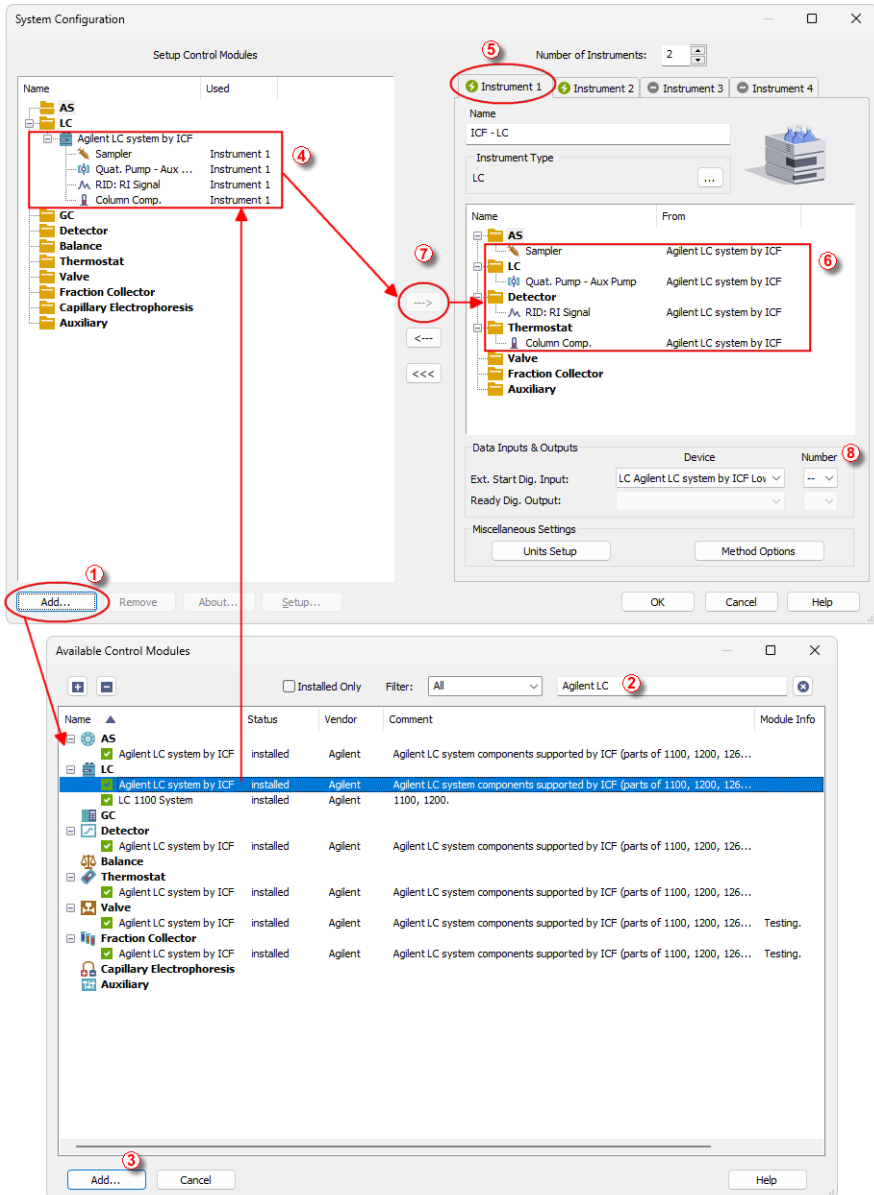 System Configuration
Setup Control Modules
⑤
Number of Instruments: 2
Name Used
AS
LC
Agilent LC system by ICF
Sampler Instrument 1
④
Quat. Pump - Aux ... Instrument 1
RID: RI Signal Instrument 1
Column Comp. Instrument 1
GC
Detector
Balance
Thermostat
Valve
Fraction Collector
Capillary Electrophoresis
Auxiliary
⑦
--->
<---
<<<
Instrument 1 Instrument 2 Instrument 3 Instrument 4
Name
ICF - LC
Instrument Type
LC ...
Name From
AS
Sampler Agilent LC system by ICF
⑥
LC
Quat. Pump - Aux Pump Agilent LC system by ICF
Detector
RID: RI Signal Agilent LC system by ICF
Thermostat
Column Comp. Agilent LC system by ICF
Valve
Fraction Collector
Auxiliary
Data Inputs & Outputs
Device Number ⑧
Ext. Start Dig. Input: LC Agilent LC system by ICF Lov --
Ready Dig. Output:
Miscellaneous Settings
Units Setup Method Options
①
Add... Remove About... Setup... OK Cancel Help
Available Control Modules
Installed Only Filter: All Agilent LC ②
Name Status Vendor Comment Module Info
AS
Agilent LC system by ICF installed Agilent Agilent LC system components supported by ICF (parts of 1100, 1200, 126...
LC
Agilent LC system by ICF installed Agilent Agilent LC system components supported by ICF (parts of 1100, 1200, 126...
LC 1100 System installed Agilent 1100, 1200.
GC
Detector
Agilent LC system by ICF installed Agilent Agilent LC system components supported by ICF (parts of 1100, 1200, 126...
Balance
Thermostat
Agilent LC system by ICF installed Agilent Agilent LC system components supported by ICF (parts of 1100, 1200, 126...
Valve
Agilent LC system by ICF installed Agilent Agilent LC system components supported by ICF (parts of 1100, 1200, 126... Testing.
Fraction Collector
Agilent LC system by ICF installed Agilent Agilent LC system components supported by ICF (parts of 1100, 1200, 126... Testing.
Capillary Electrophoresis
Auxiliary
③
Add... Cancel Help